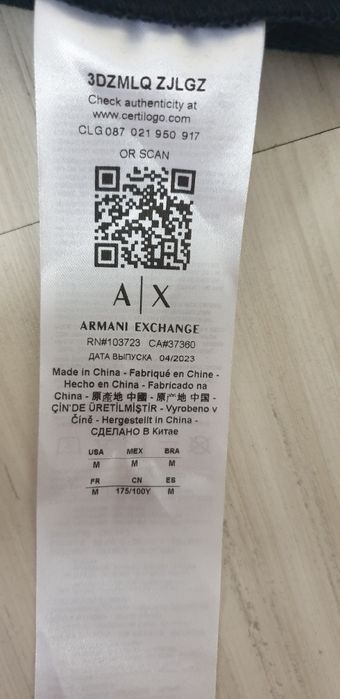 3DZMLQ ZJLGZ
Check authenticity at
www.certilogo.com
CLG 087 021 950 917
OR SCAN
A|X
ARMANI EXCHANGE
RN#103723 CA#37360
ДАТА ВЫПУСКА 04/2023
Made in China - Fabriqué en Chine -
Hecho en China - Fabricado na
China - 原產地 中國 - 原产地 中国 -
ÇİN'DE ÜRETİLMİŞTİR - Vyrobeno v
Číně - Hergestellt in China -
СДЕЛАНО В Китае
USA MEX BRA
M M M
FR CN ES
M 175/100Y M